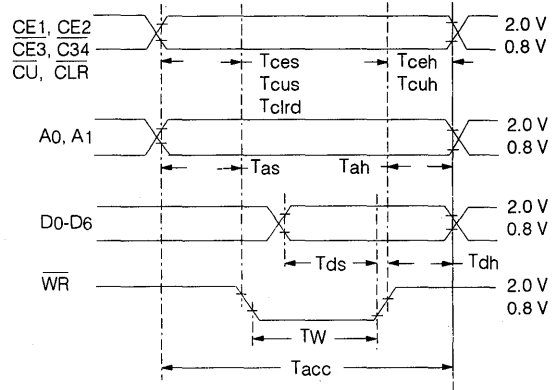 CE1, CE2
CE3, C34
CU, CLR
2.0 V
0.8 V
Tces
Tcus
Tclrd
Tceh
Tcuh
A0, A1
2.0 V
0.8 V
Tas
Tah
D0-D6
2.0 V
0.8 V
Tds
Tdh
WR
2.0 V
0.8 V
TW
Tacc